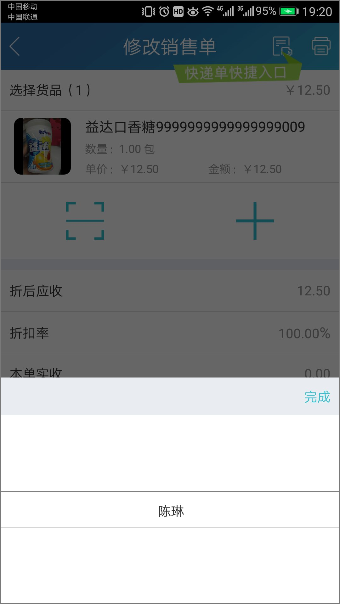 中国移动
中国联通
HD
4G
3G
95%
19:20
修改销售单
快递单快捷入口
选择货品（1）
￥12.50
益达口香糖9999999999999999009
数量：1.00 包
单价：￥12.50
金额：￥12.50
折后应收
12.50
折扣率
100.00%
本单实收
0.00
完成
陈琳